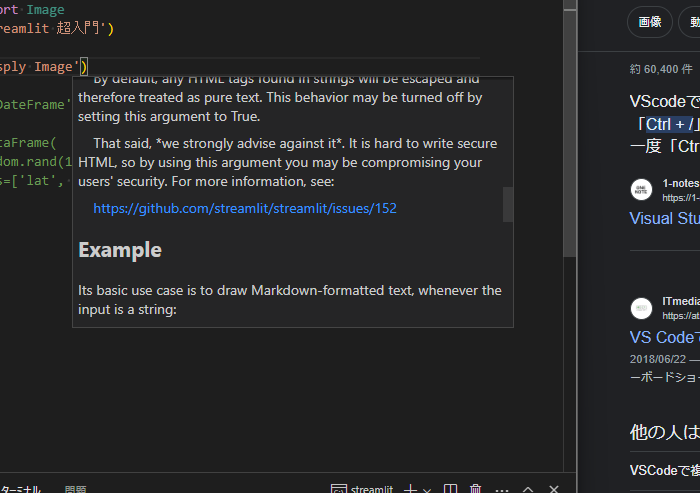 ort Image
reamlit 超入門')
sply Image')
DateFrame'
taFrame(
dom.rand(1
s=['lat',
By default, any HTML tags found in strings will be escaped and
therefore treated as pure text. This behavior may be turned off by
setting this argument to True.
That said, *we strongly advise against it*. It is hard to write secure
HTML, so by using this argument you may be compromising your
users' security. For more information, see:
https://github.com/streamlit/streamlit/issues/152
Example
Its basic use case is to draw Markdown-formatted text, whenever the
input is a string:
ターミナル 問題
streamlit
画像
動
約 60,400 件
VScodeで
「Ctrl + /」
一度「Ctr
ONE NOTE
1-notes
https://1-
Visual Stu
ITmedia
https://at
VS Codeで
2018/06/22 —
ーボードショー
他の人は
VSCodeで複